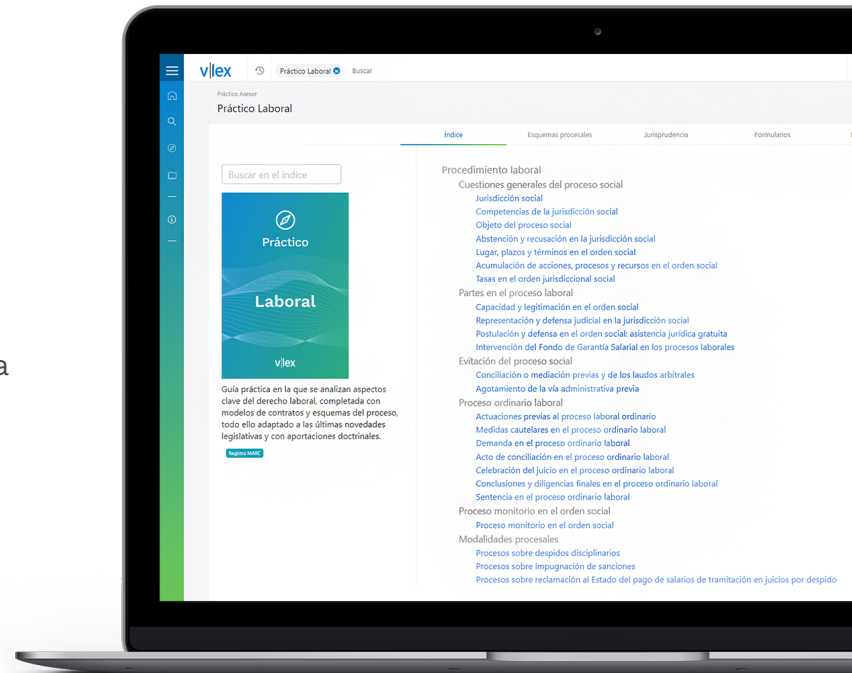 a
v|lex
Práctico Laboral
Buscar
Práctico Asesor
Práctico Laboral
Índice
Esquemas procesales
Jurisprudencia
Formularios
Buscar en el índice
Práctico
Laboral
v|lex
Guía práctica en la que se analizan aspectos
clave del derecho laboral, completada con
modelos de contratos y esquemas del proceso,
todo ello adaptado a las últimas novedades
legislativas y con aportaciones doctrinales.
Registro MARC
Procedimiento laboral
Cuestiones generales del proceso social
Jurisdicción social
Competencias de la jurisdicción social
Objeto del proceso social
Abstención y recusación en la jurisdicción social
Lugar, plazos y términos en el orden social
Acumulación de acciones, procesos y recursos en el orden social
Tasas en el orden jurisdiccional social
Partes en el proceso laboral
Capacidad y legitimación en el orden social
Representación y defensa judicial en la jurisdicción social
Postulación y defensa en el orden social: asistencia jurídica gratuita
Intervención del Fondo de Garantía Salarial en los procesos laborales
Evitación del proceso social
Conciliación o mediación previas y de los laudos arbitrales
Agotamiento de la vía administrativa previa
Proceso ordinario laboral
Actuaciones previas al proceso laboral ordinario
Medidas cautelares en el proceso ordinario laboral
Demanda en el proceso ordinario laboral
Acto de conciliación en el proceso ordinario laboral
Celebración del juicio en el proceso ordinario laboral
Conclusiones y diligencias finales en el proceso ordinario laboral
Sentencia en el proceso ordinario laboral
Proceso monitorio en el orden social
Proceso monitorio en el orden social
Modalidades procesales
Procesos sobre despidos disciplinarios
Procesos sobre impugnación de sanciones
Procesos sobre reclamación al Estado del pago de salarios de tramitación en juicios por despido